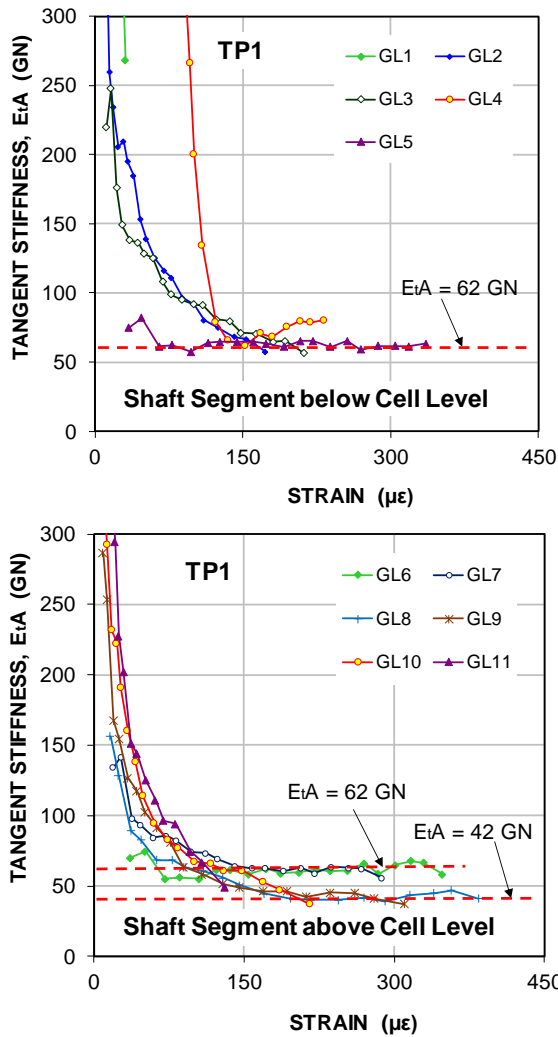 TP1
GL1 GL2
GL3 GL4
GL5
300
250
200
150
100
50
0
TANGENT STIFFNESS, EtA (GN)
EtA = 62 GN
Shaft Segment below Cell Level
0 150 300 450
STRAIN (µε)
TP1
GL6 GL7
GL8 GL9
GL10 GL11
300
250
200
150
100
50
0
TANGENT STIFFNESS, EtA (GN)
EtA = 62 GN
EtA = 42 GN
Shaft Segment above Cell Level
0 150 300 450
STRAIN (µε)